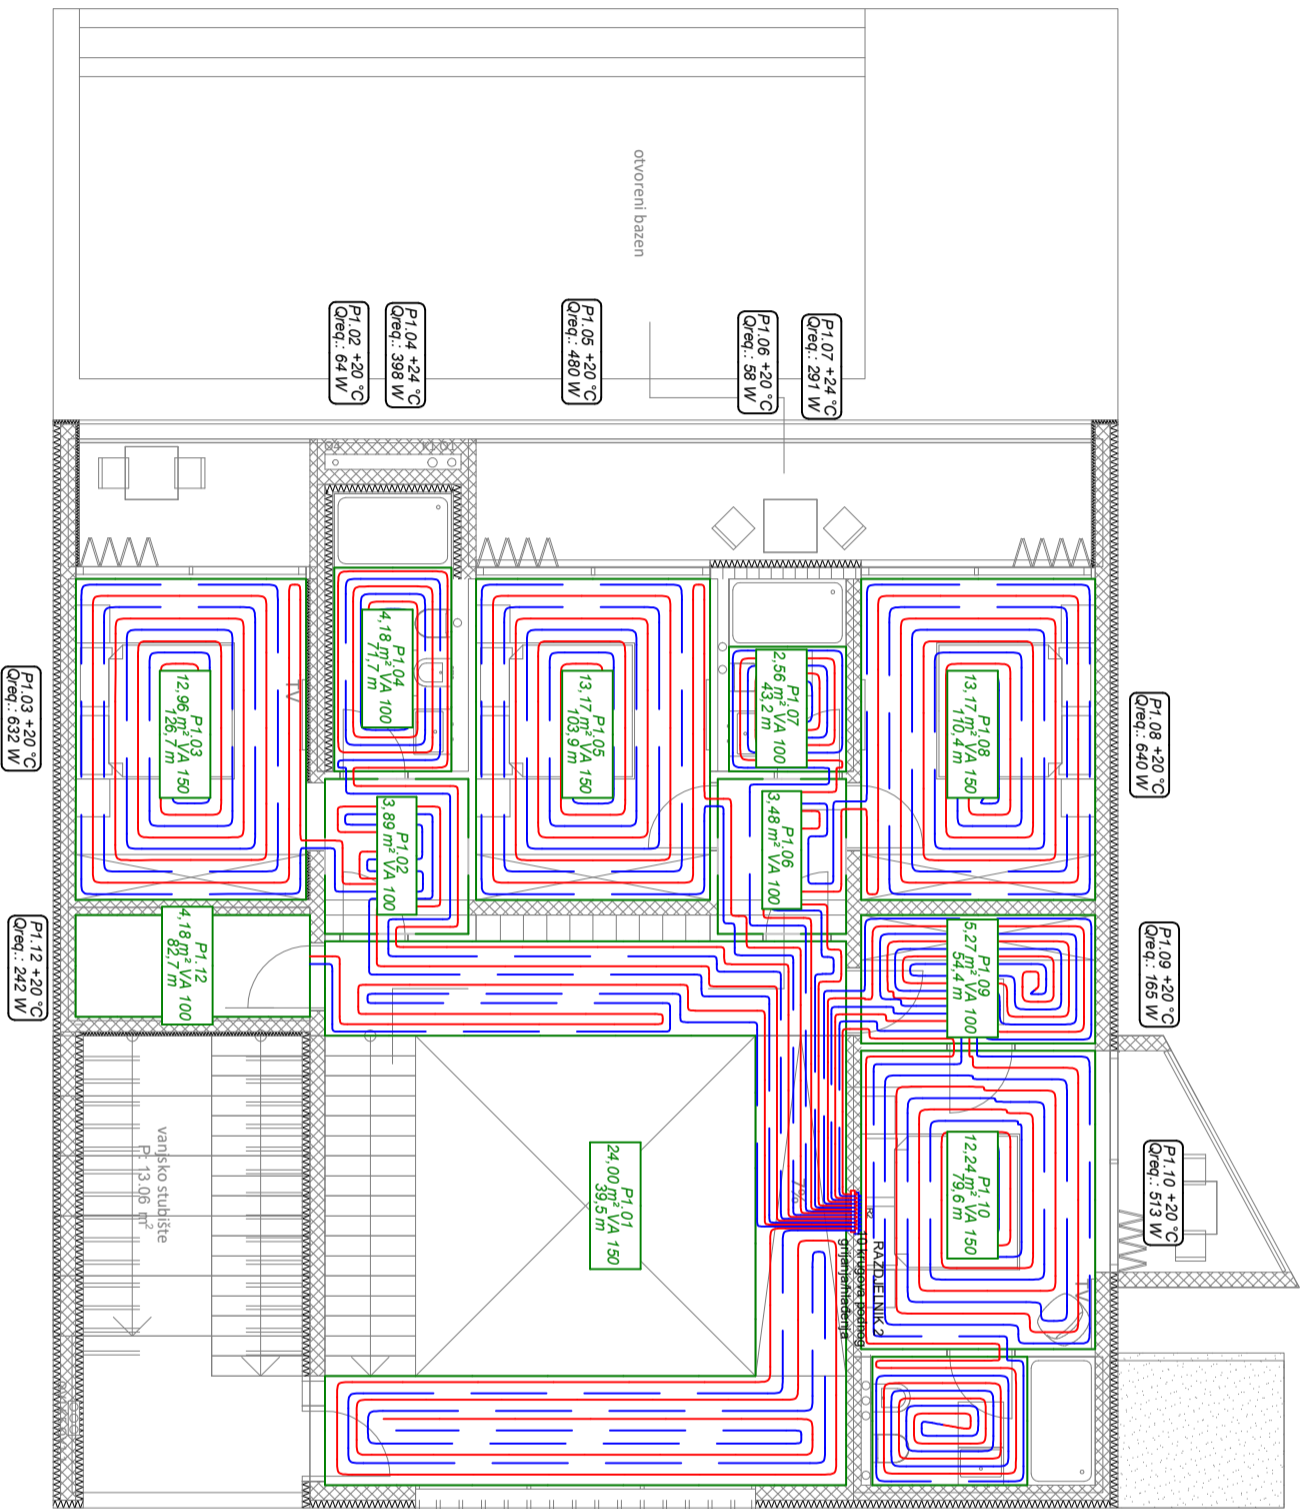 otvoreni bazen
P1.02 +20 °C
Qreq.: 64 W
P1.04 +24 °C
Qreq.: 398 W
P1.05 +20 °C
Qreq.: 480 W
P1.06 +20 °C
Qreq.: 58 W
P1.07 +24 °C
Qreq.: 291 W
P1.03 +20 °C
Qreq.: 632 W
P1.08 +20 °C
Qreq.: 640 W
P1.12 +20 °C
Qreq.: 242 W
P1.09 +20 °C
Qreq.: 165 W
P1.10 +20 °C
Qreq.: 513 W
P1.03
12,96 m² VA 150
126,7 m
TV
P1.04
4,18 m² VA 100
71,7 m
P1.05
13,17 m² VA 150
103,9 m
P1.07
2,56 m² VA 100
43,2 m
P1.08
13,17 m² VA 150
110,4 m
P1.02
3,89 m² VA 100
P1.06
3,48 m² VA 100
P1.12
4,18 m² VA 100
82,7 m
P1.09
5,27 m² VA 100
54,4 m
P1.10
12,24 m² VA 150
79,6 m
TV
P1.01
24,00 m² VA 150
39,5 m
RAZDJELNIK 2
10 krugova podnog
grijanja/hlađenja
vanjsko stubište
P: 13.06 m²